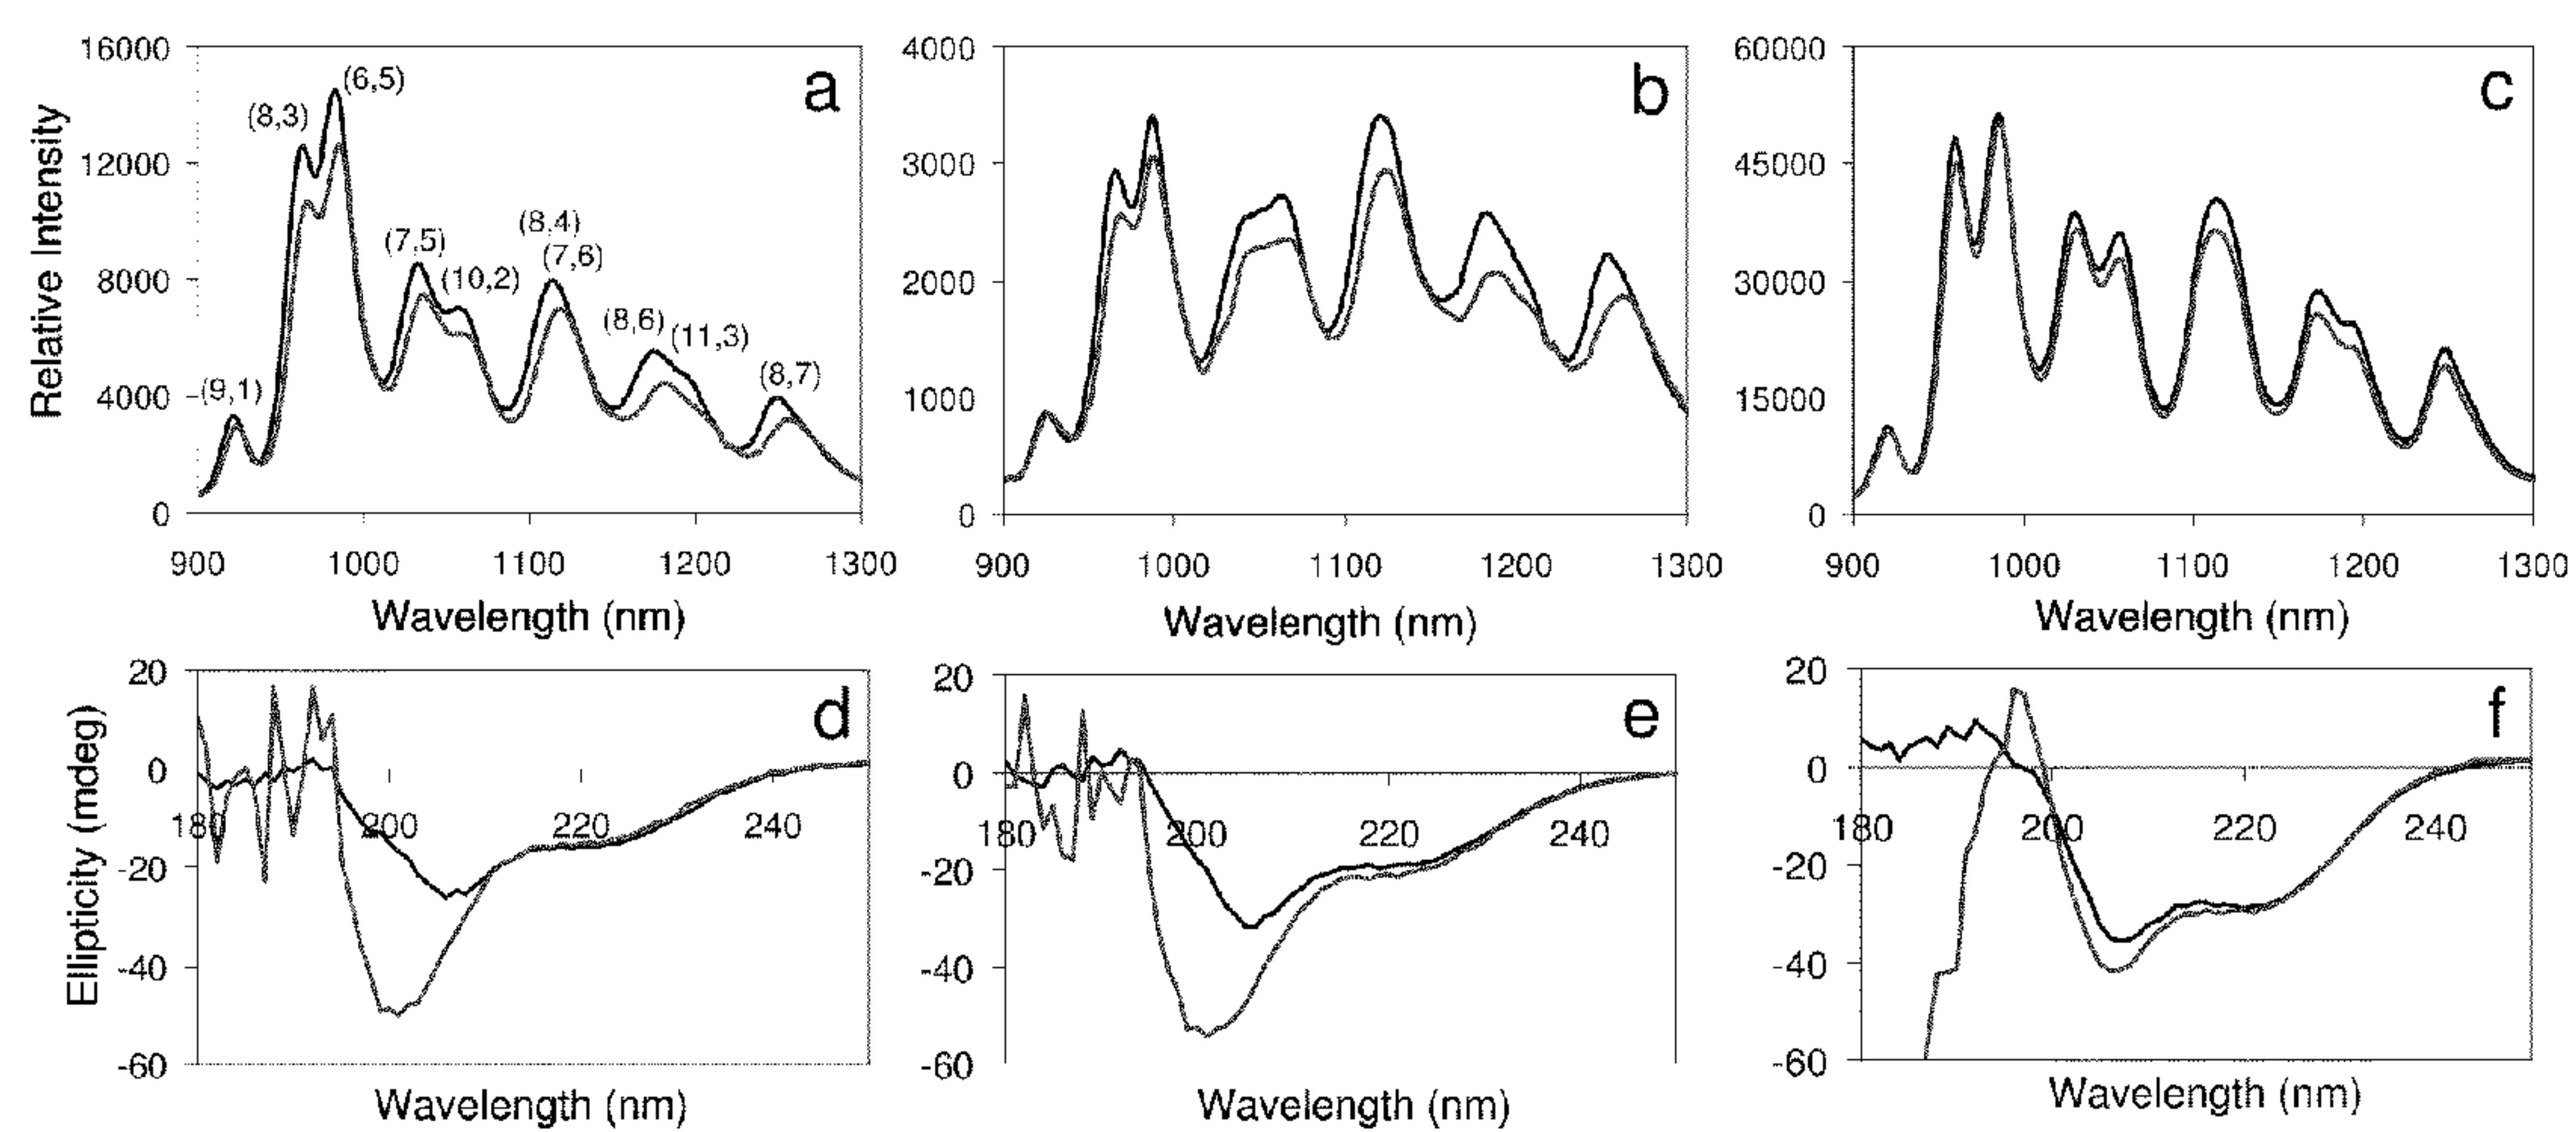 a
Relative Intensity
16000
12000
8000
4000
0
(6,5)
(8,3)
(8,4)
(7,5)
(7,6)
(10,2)
(8,6)
(11,3)
(9,1)
(8,7)
900 1000 1100 1200 1300
Wavelength (nm)
b
4000
3000
2000
1000
0
900 1000 1100 1200 1300
Wavelength (nm)
c
60000
45000
30000
15000
0
900 1000 1100 1200 1300
Wavelength (nm)
d
Ellipticity (mdeg)
20
0
-20
-40
-60
180 200 220 240
Wavelength (nm)
e
20
0
-20
-40
-60
180 200 220 240
Wavelength (nm)
f
20
0
-20
-40
-60
180 200 220 240
Wavelength (nm)